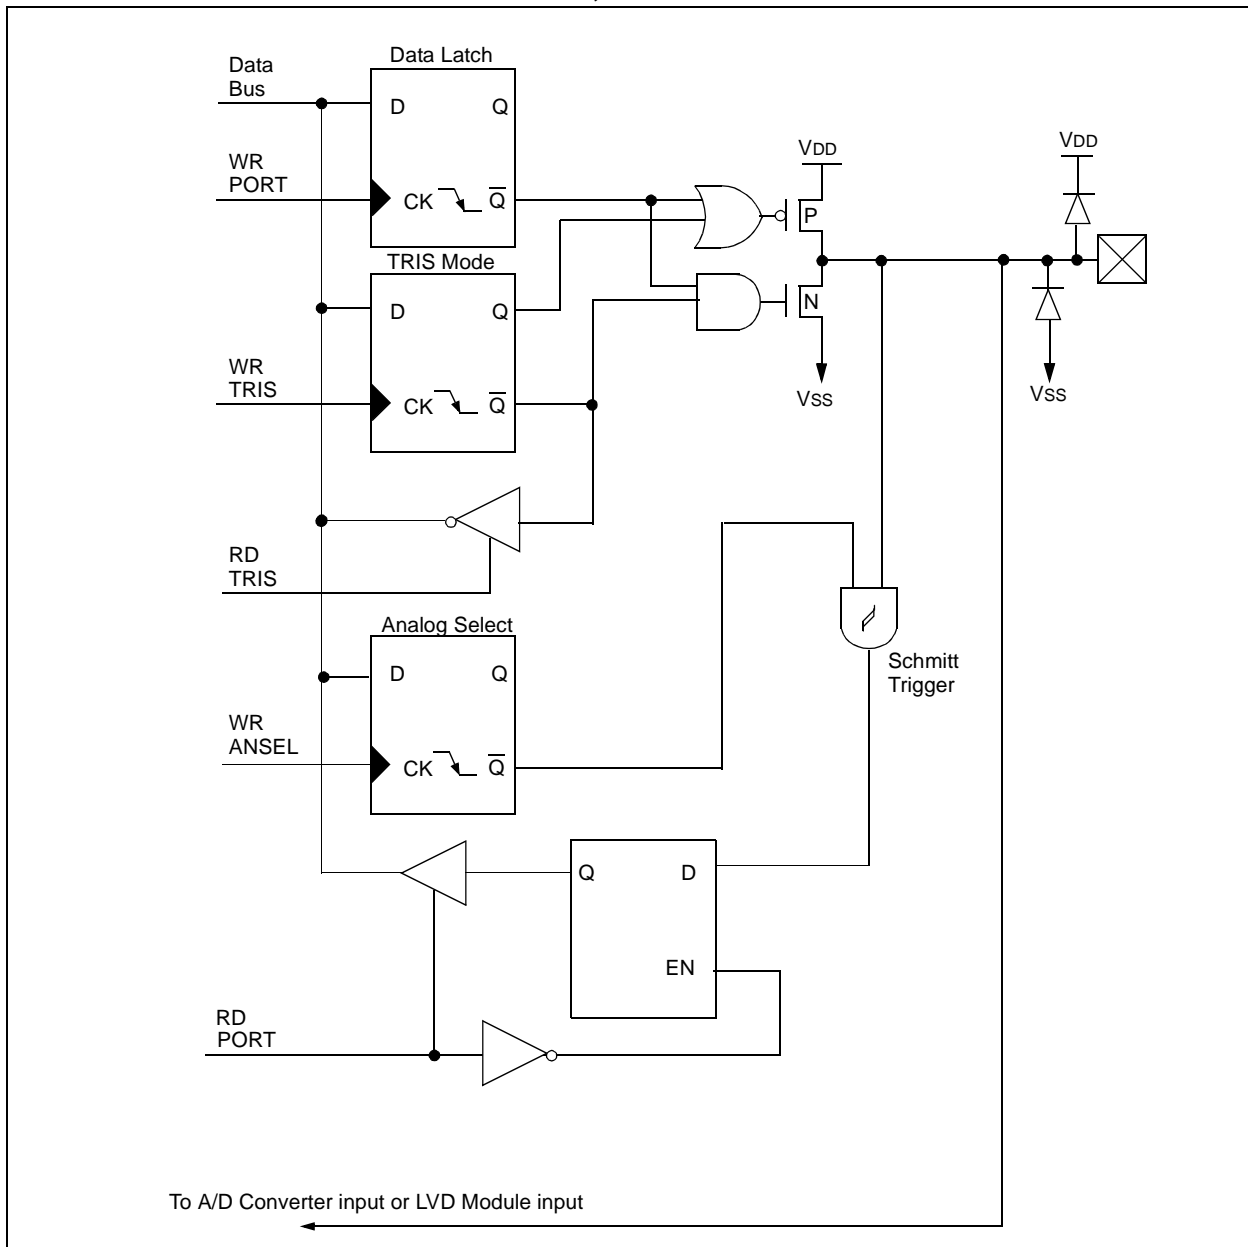 Data Latch
Data
Bus
D
Q
WR
PORT
CK
Q
VDD
VDD
P
TRIS Mode
D
Q
N
WR
TRIS
CK
Q
VSS
VSS
RD
TRIS
Analog Select
D
Q
Schmitt
Trigger
WR
ANSEL
CK
Q
Q
D
EN
RD
PORT
To A/D Converter input or LVD Module input